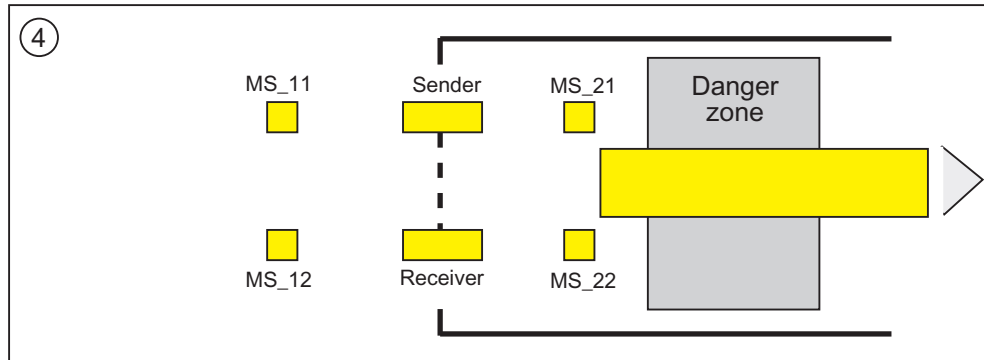 4
MS_11
Sender
MS_21
Danger
zone
MS_12
Receiver
MS_22